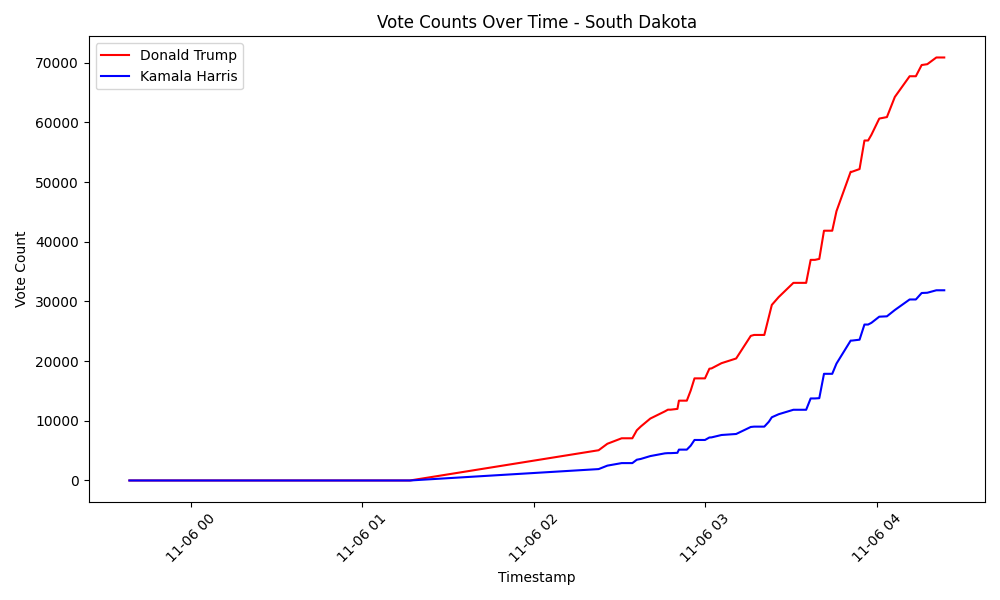 Vote Counts Over Time - South Dakota
Donald Trump
Kamala Harris
Vote Count
70000
60000
50000
40000
30000
20000
10000
0
11-06 00
11-06 01
11-06 02
11-06 03
11-06 04
Timestamp